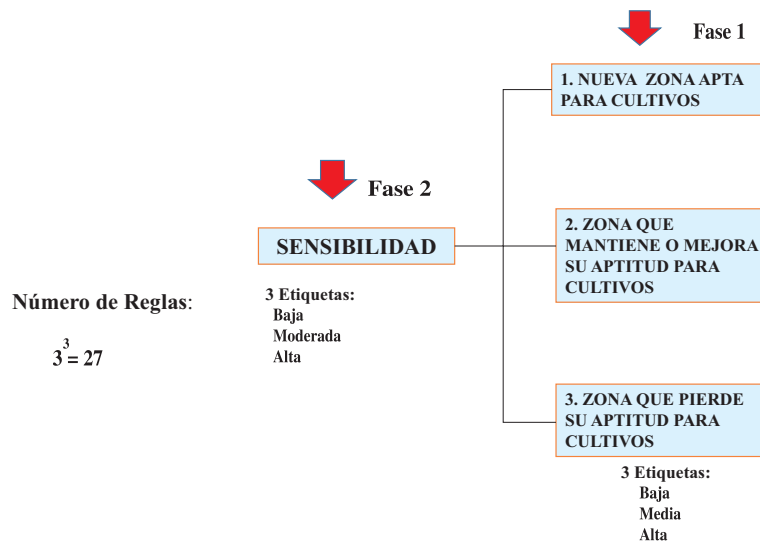 Fase 1
1. NUEVA ZONA APTA
PARA CULTIVOS
Fase 2
SENSIBILIDAD
2. ZONA QUE
MANTIENE O MEJORA
SU APTITUD PARA
CULTIVOS
3 Etiquetas:
Baja
Moderada
Alta
Número de Reglas:
3³ = 27
3. ZONA QUE PIERDE
SU APTITUD PARA
CULTIVOS
3 Etiquetas:
Baja
Media
Alta